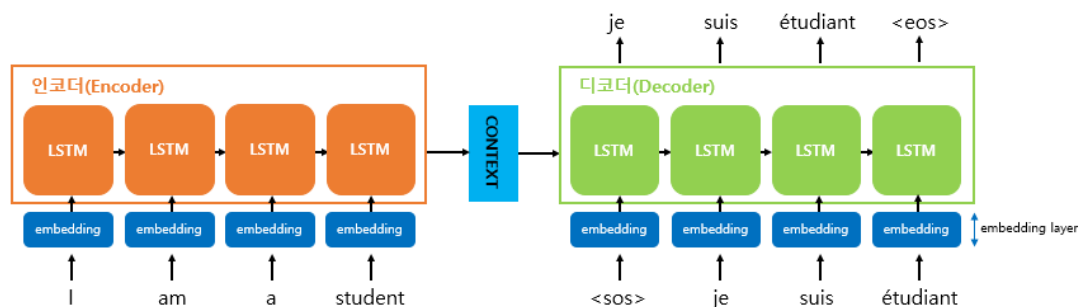 je suis étudiant <eos>
인코더(Encoder) 디코더(Decoder)
LSTM LSTM LSTM LSTM CONTEXT LSTM LSTM LSTM LSTM
embedding embedding embedding embedding embedding embedding embedding embedding embedding layer
I am a student <sos> je suis étudiant